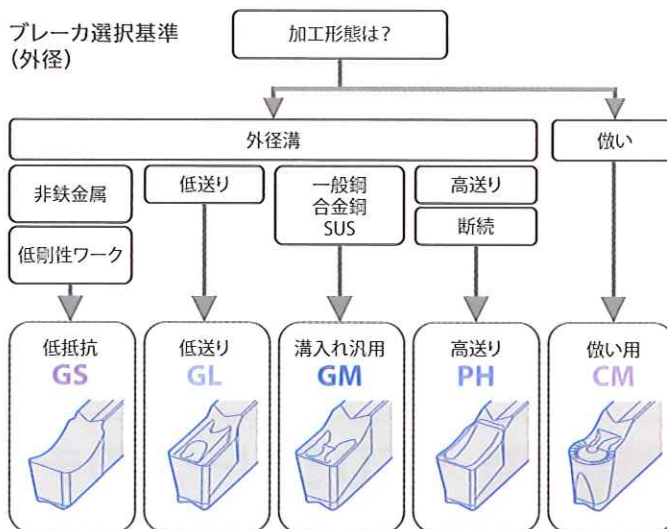 ブレーカ選択基準
(外径)
加工形態は?
外径溝
倣い
非鉄金属
低剛性ワーク
低送り
一般鋼
合金鋼
SUS
高送り
断続
低抵抗
GS
低送り
GL
溝入れ汎用
GM
高送り
PH
倣い用
CM